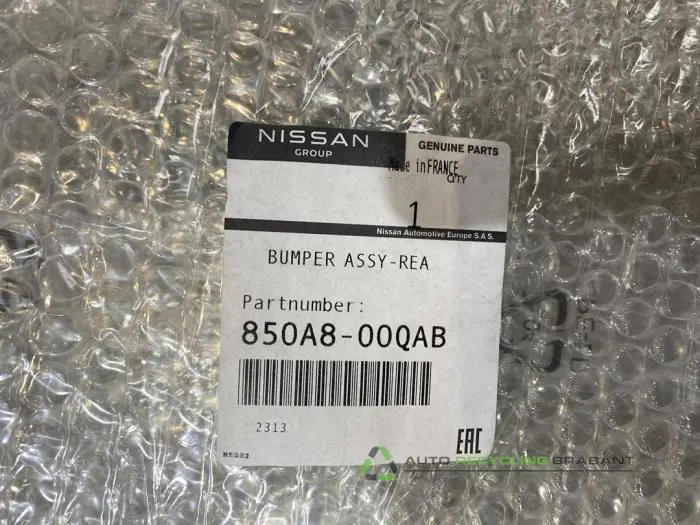 NISSAN
GROUP
GENUINE PARTS
Made in FRANCE
QTY
1
Nissan Automotive Europe S.A.S.
BUMPER ASSY-REA
Partnumber:
850A8-00QAB
2313
NEGB2
EAC
AUTO RECYCLING BRABANT